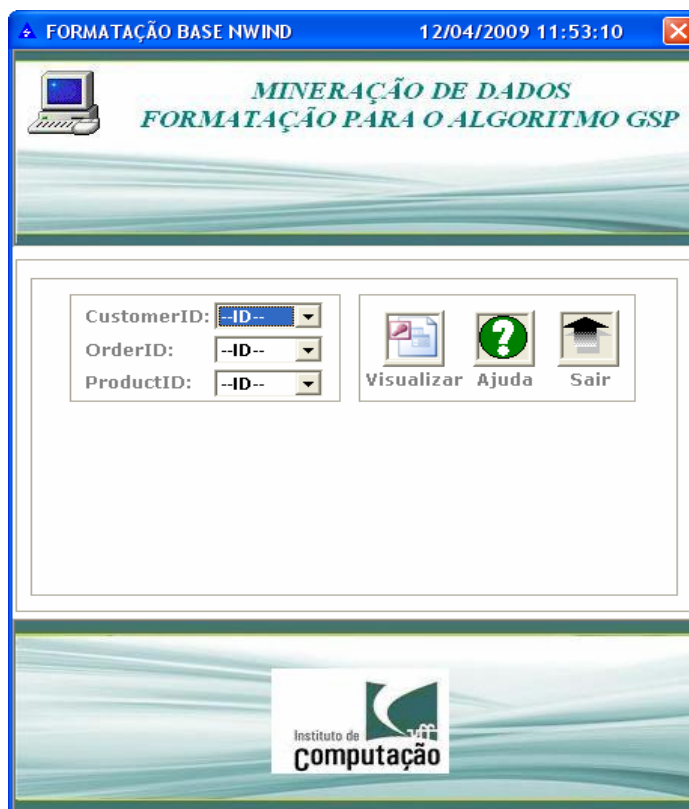 FORMATAÇÃO BASE NWIND 12/04/2009 11:53:10
MINERAÇÃO DE DADOS
FORMATAÇÃO PARA O ALGORITMO GSP
CustomerID: --ID--
OrderID: --ID--
ProductID: --ID--
Visualizar Ajuda Sair
uff
Instituto de
computação